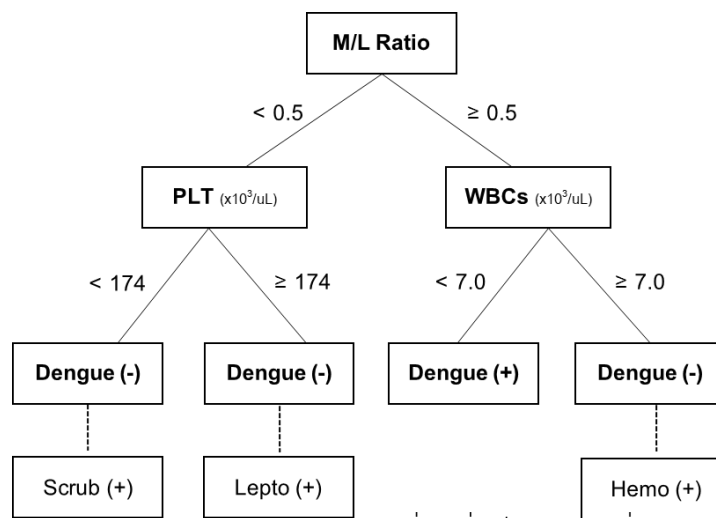 M/L Ratio
< 0.5
≥ 0.5
PLT (x10³/uL)
WBCs (x10³/uL)
< 174
≥ 174
< 7.0
≥ 7.0
Dengue (-)
Dengue (-)
Dengue (+)
Dengue (-)
Scrub (+)
Lepto (+)
Hemo (+)